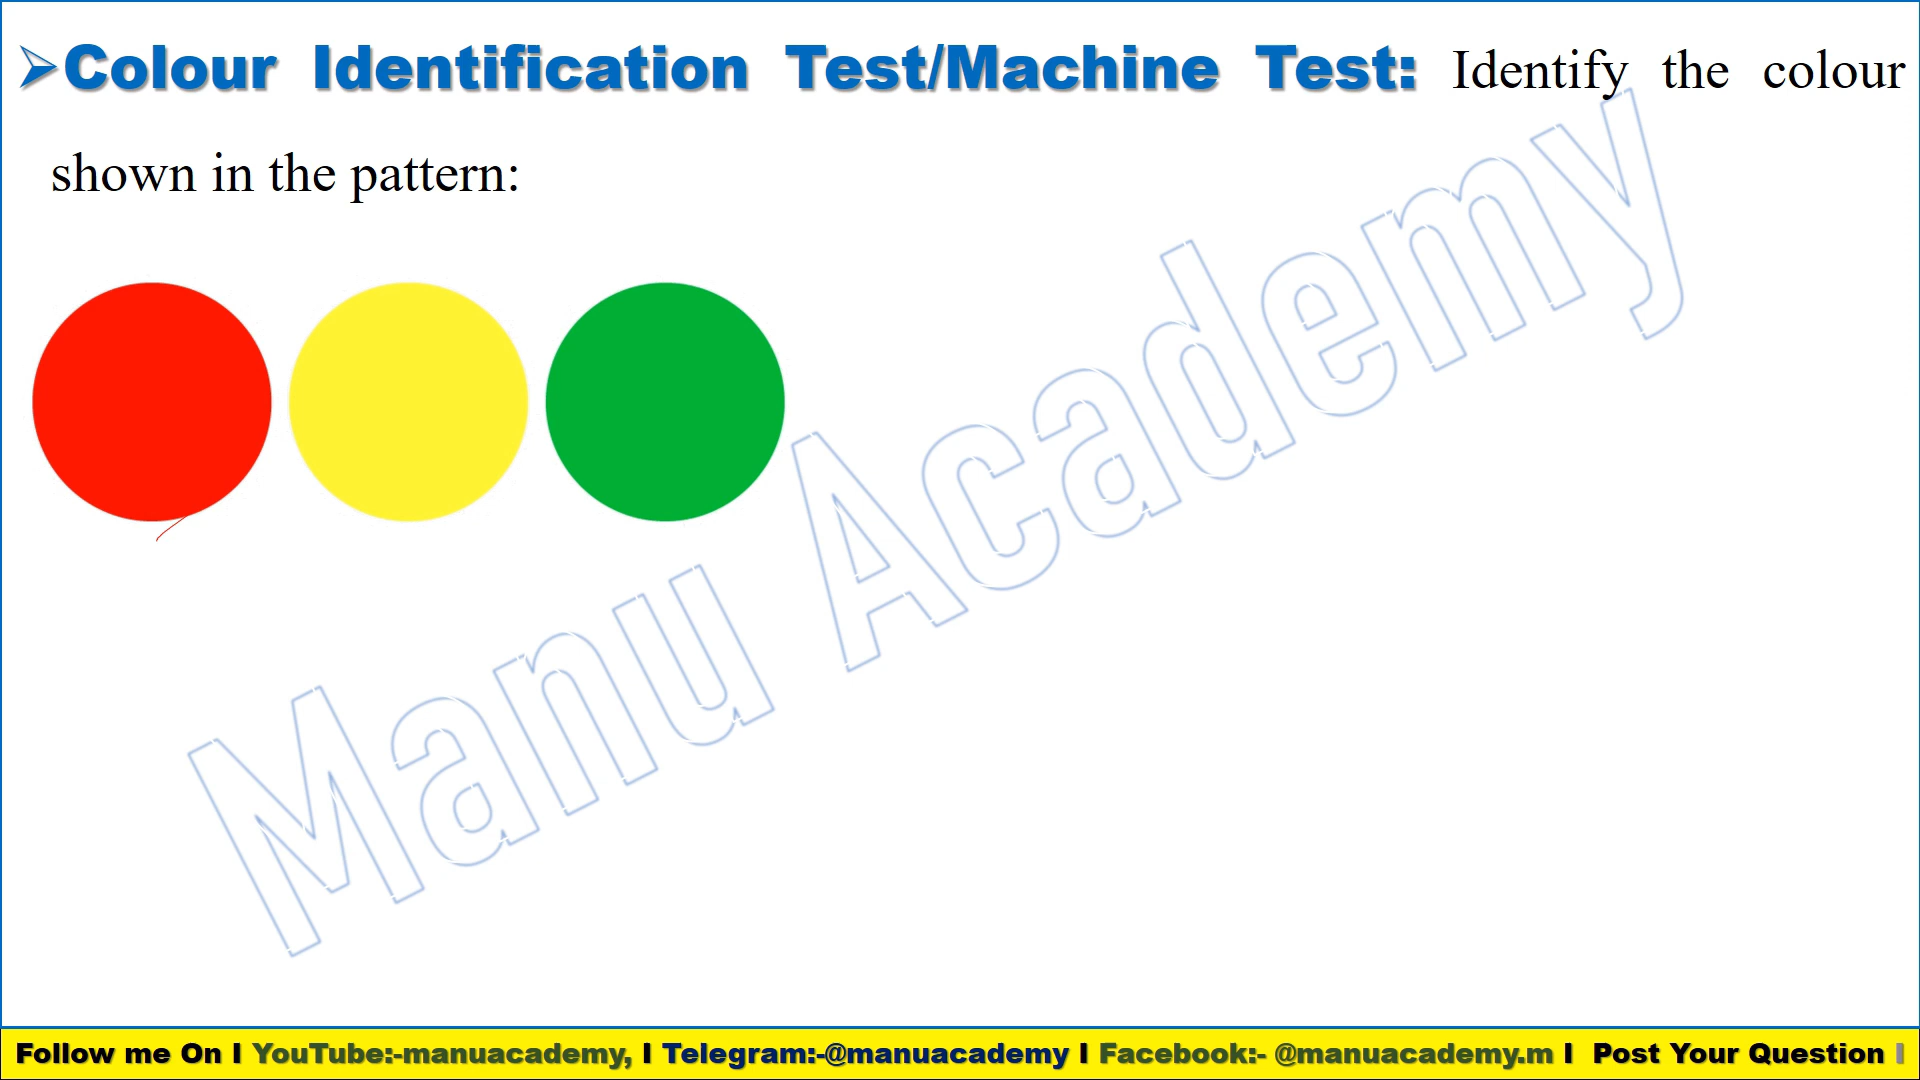 ➢Colour Identification Test/Machine Test: Identify the colour
shown in the pattern:
Manu Academy
Follow me On I YouTube:-manuacademy, I Telegram:-@manuacademy I Facebook:- @manuacademy.m I Post Your Question I